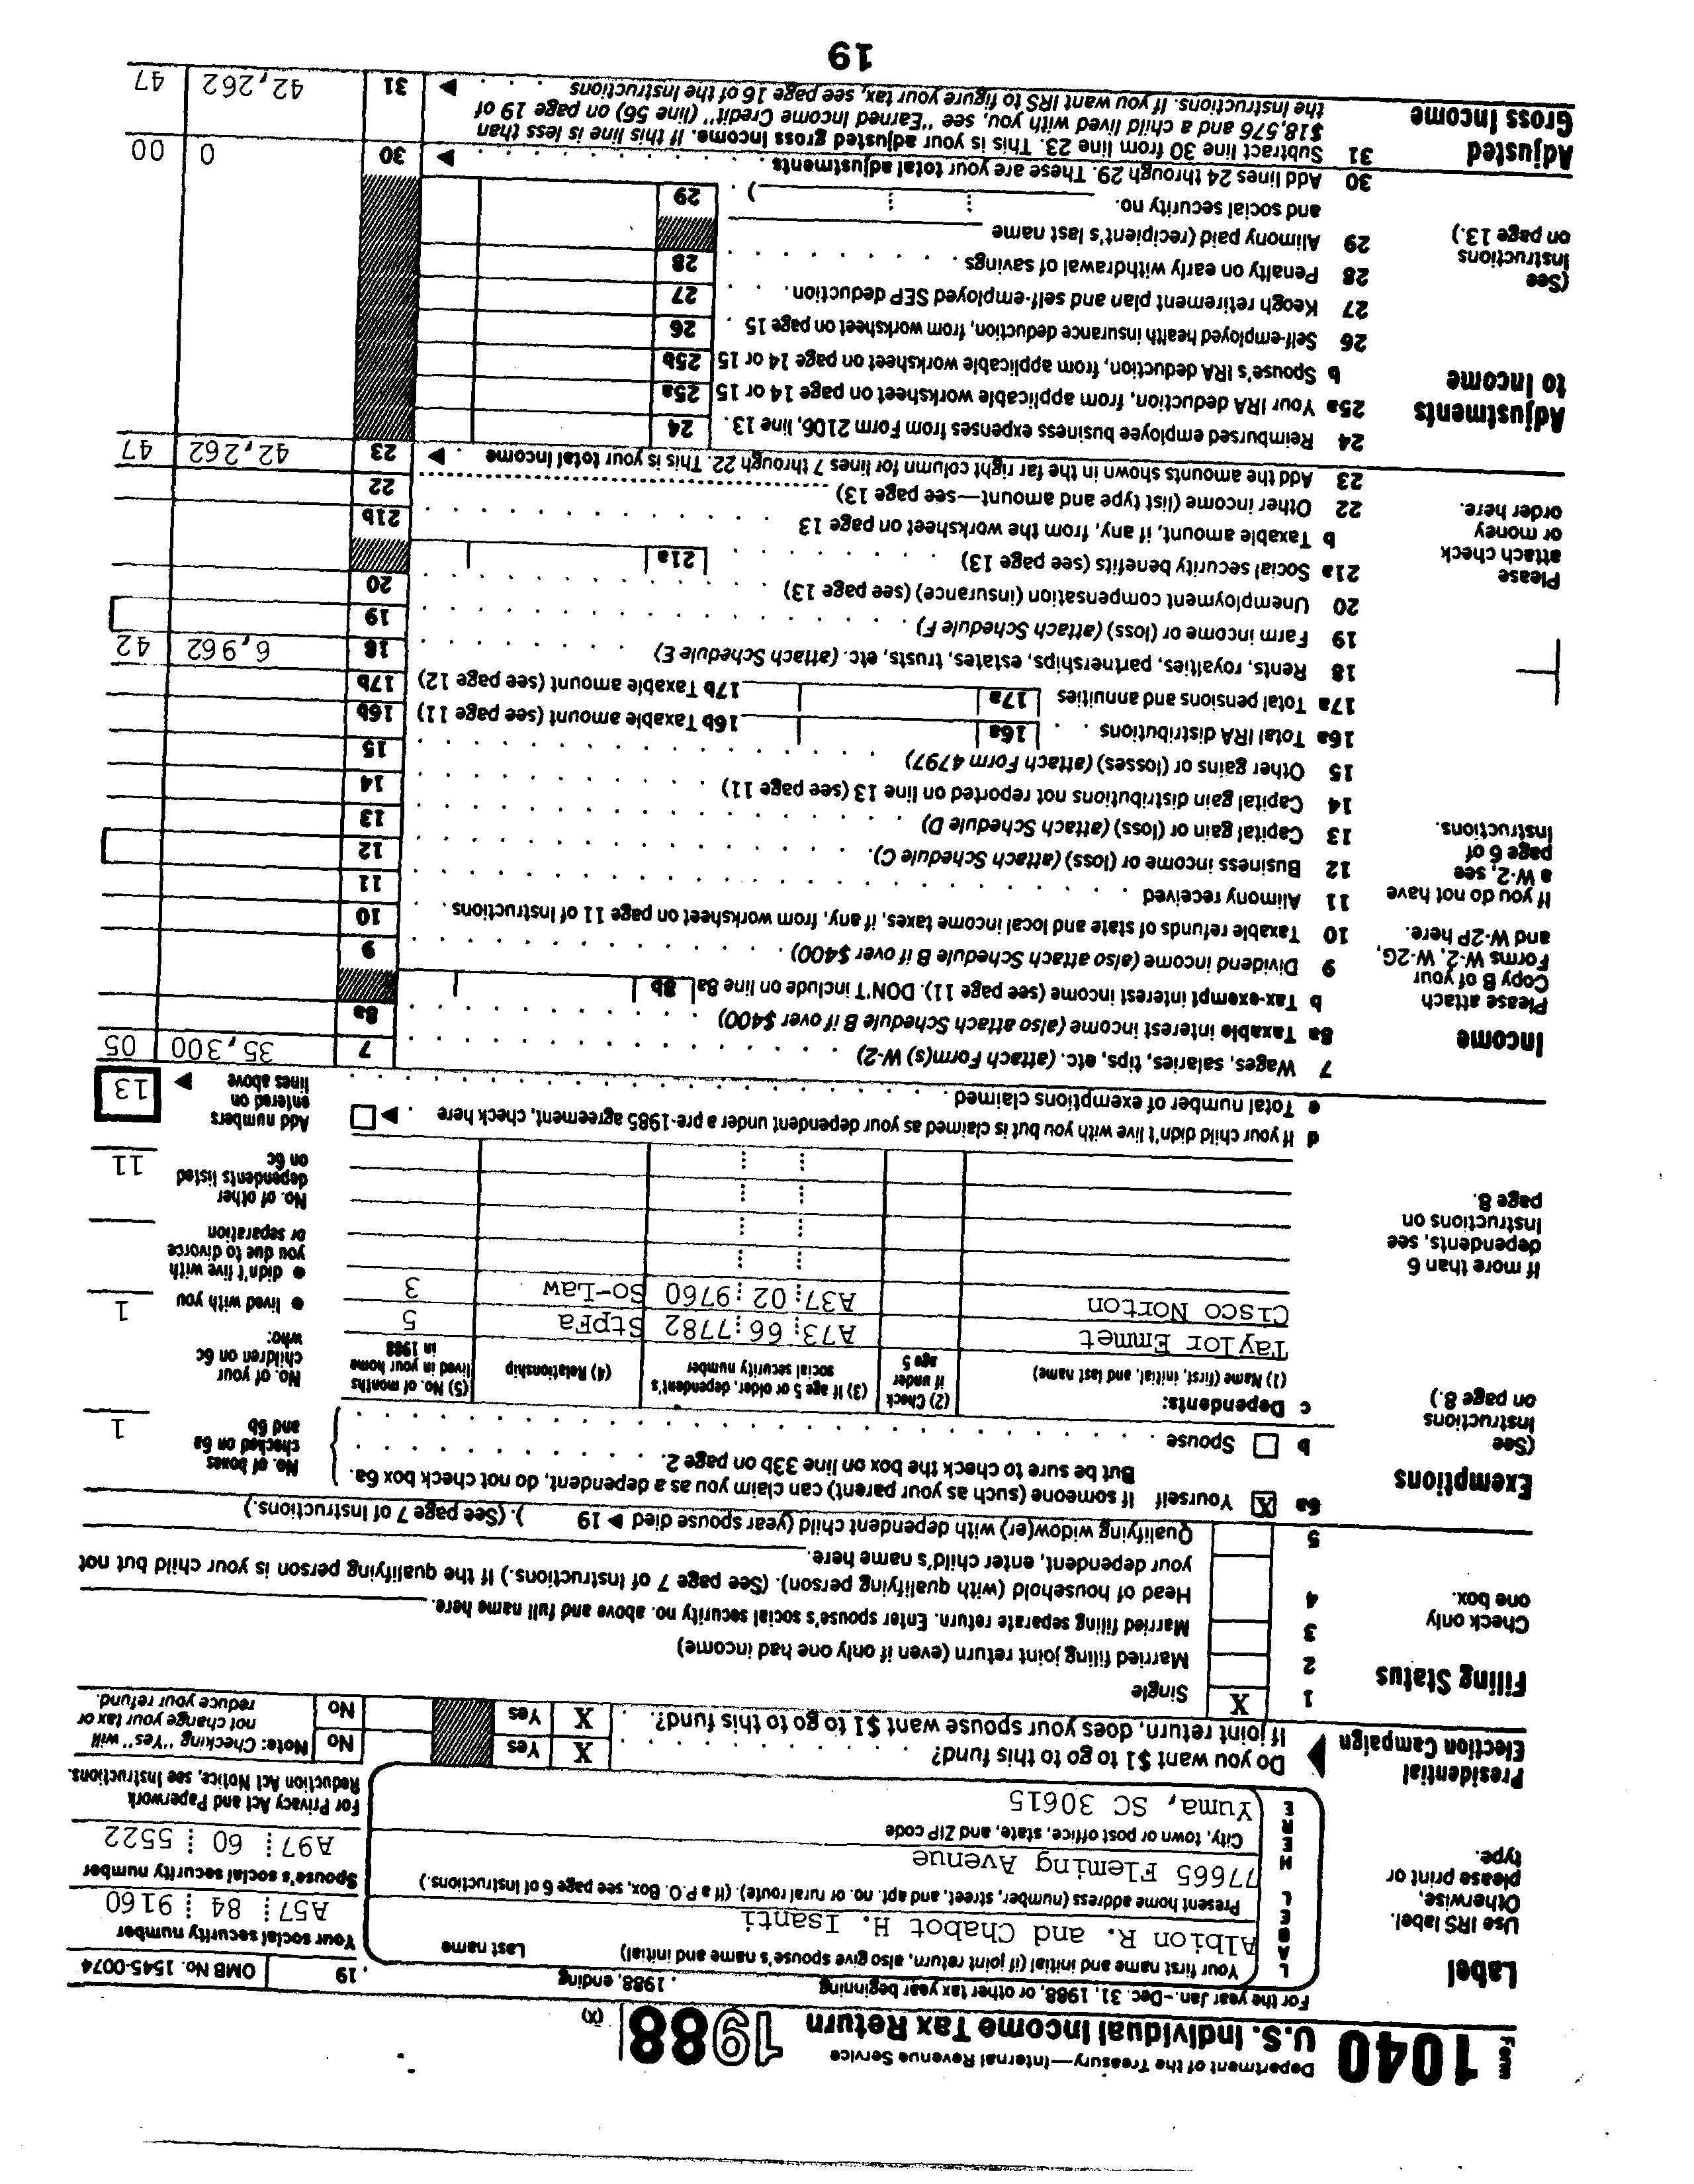 Form 1040 Department of the Treasury—Internal Revenue Service
U.S. Individual Income Tax Return 1988 (X)
For the year Jan.–Dec. 31, 1988, or other tax year beginning , 1988, ending , 19 OMB No. 1545-0074
Label
Use IRS label. Otherwise, please print or type.
LABEL HERE
Your first name and initial (if joint return, also give spouse's name and initial) Last name
Albion R. and Chabot H. Isanti
Your social security number
A57 84 9160
Present home address (number, street, and apt. no. or rural route). (If a P.O. Box, see page 6 of Instructions.)
77665 Fleming Avenue
Spouse's social security number
A97 60 5522
City, town or post office, state, and ZIP code
Yuma, SC 30615
For Privacy Act and Paperwork Reduction Act Notice, see Instructions.
Presidential Election Campaign
Do you want $1 to go to this fund? X Yes No
If joint return, does your spouse want $1 to go to this fund? X Yes No
Note: Checking "Yes" will not change your tax or reduce your refund.
Filing Status
Check only one box.
1 X Single
2 Married filing joint return (even if only one had income)
3 Married filing separate return. Enter spouse's social security no. above and full name here.
4 Head of household (with qualifying person). (See page 7 of Instructions.) If the qualifying person is your child but not your dependent, enter child's name here.
5 Qualifying widow(er) with dependent child (year spouse died ▶ 19 ). (See page 7 of Instructions.)
Exemptions
(See Instructions on page 8.)
6a X Yourself If someone (such as your parent) can claim you as a dependent, do not check box 6a.
But be sure to check the box on line 33b on page 2.
b Spouse
No. of boxes checked on 6a and 6b 1
c Dependents:
(1) Name (first, initial, and last name) (2) Check if under age 5 (3) If age 5 or older, dependent's social security number (4) Relationship (5) No. of months lived in your home in 1988
Taylor Emmet A73 66 7782 StpFa 5
Cisco Norton A37 02 9760 So-Law 3
No. of your children on 6c who:
● lived with you 1
● didn't live with you due to divorce or separation
No. of other dependents listed on 6c 11
If more than 6 dependents, see Instructions on page 8.
d If your child didn't live with you but is claimed as your dependent under a pre-1985 agreement, check here ▶
e Total number of exemptions claimed
Add numbers entered on lines above ▶ 13
Income
Please attach Copy B of your Forms W-2, W-2G, and W-2P here.
If you do not have a W-2, see page 6 of Instructions.
Please attach check or money order here.
7 Wages, salaries, tips, etc. (attach Form(s) W-2) 7 35,300 05
8a Taxable interest income (also attach Schedule B if over $400) 8a
b Tax-exempt interest income (see page 11). DON'T include on line 8a 8b
9 Dividend income (also attach Schedule B if over $400) 9
10 Taxable refunds of state and local income taxes, if any, from worksheet on page 11 of Instructions 10
11 Alimony received 11
12 Business income or (loss) (attach Schedule C) 12
13 Capital gain or (loss) (attach Schedule D) 13
14 Capital gain distributions not reported on line 13 (see page 11) 14
15 Other gains or (losses) (attach Form 4797) 15
16a Total IRA distributions 16a 16b Taxable amount (see page 11) 16b
17a Total pensions and annuities 17a 17b Taxable amount (see page 12) 17b
18 Rents, royalties, partnerships, estates, trusts, etc. (attach Schedule E) 18 6,962 42
19 Farm income or (loss) (attach Schedule F) 19
20 Unemployment compensation (insurance) (see page 13) 20
21a Social security benefits (see page 13) 21a
b Taxable amount, if any, from the worksheet on page 13 21b
22 Other income (list type and amount—see page 13) 22
23 Add the amounts shown in the far right column for lines 7 through 22. This is your total income ▶ 23 42,262 47
Adjustments to Income
(See Instructions on page 13.)
24 Reimbursed employee business expenses from Form 2106, line 13. 24
25a Your IRA deduction, from applicable worksheet on page 14 or 15 25a
b Spouse's IRA deduction, from applicable worksheet on page 14 or 15 25b
26 Self-employed health insurance deduction, from worksheet on page 15 26
27 Keogh retirement plan and self-employed SEP deduction 27
28 Penalty on early withdrawal of savings 28
29 Alimony paid (recipient's last name
and social security no. ) 29
30 Add lines 24 through 29. These are your total adjustments ▶ 30 0 00
Adjusted Gross Income
31 Subtract line 30 from line 23. This is your adjusted gross income. If this line is less than
$18,576 and a child lived with you, see "Earned Income Credit" (line 56) on page 19 of
the Instructions. If you want IRS to figure your tax, see page 16 of the Instructions ▶ 31 42,262 47
19